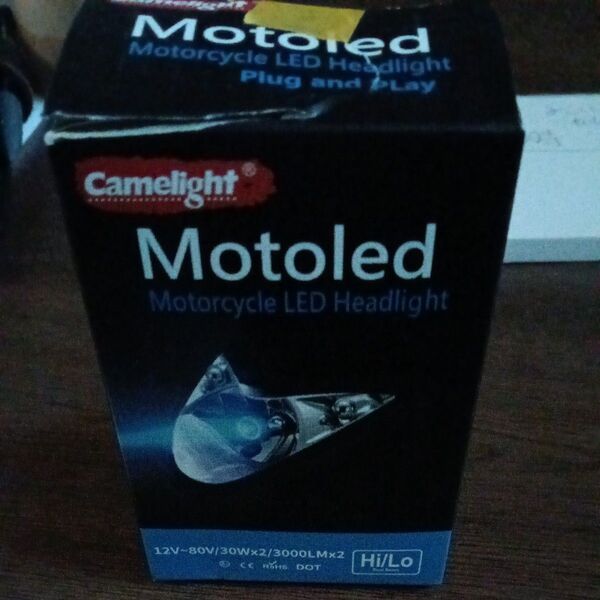 Camelight
Motoled
Motorcycle LED Headlight
Plug and PLay
Camelight®
Motoled
Motorcycle LED Headlight
12V~80V/30Wx2/3000LMx2
CE RoHS DOT
Hi/Lo